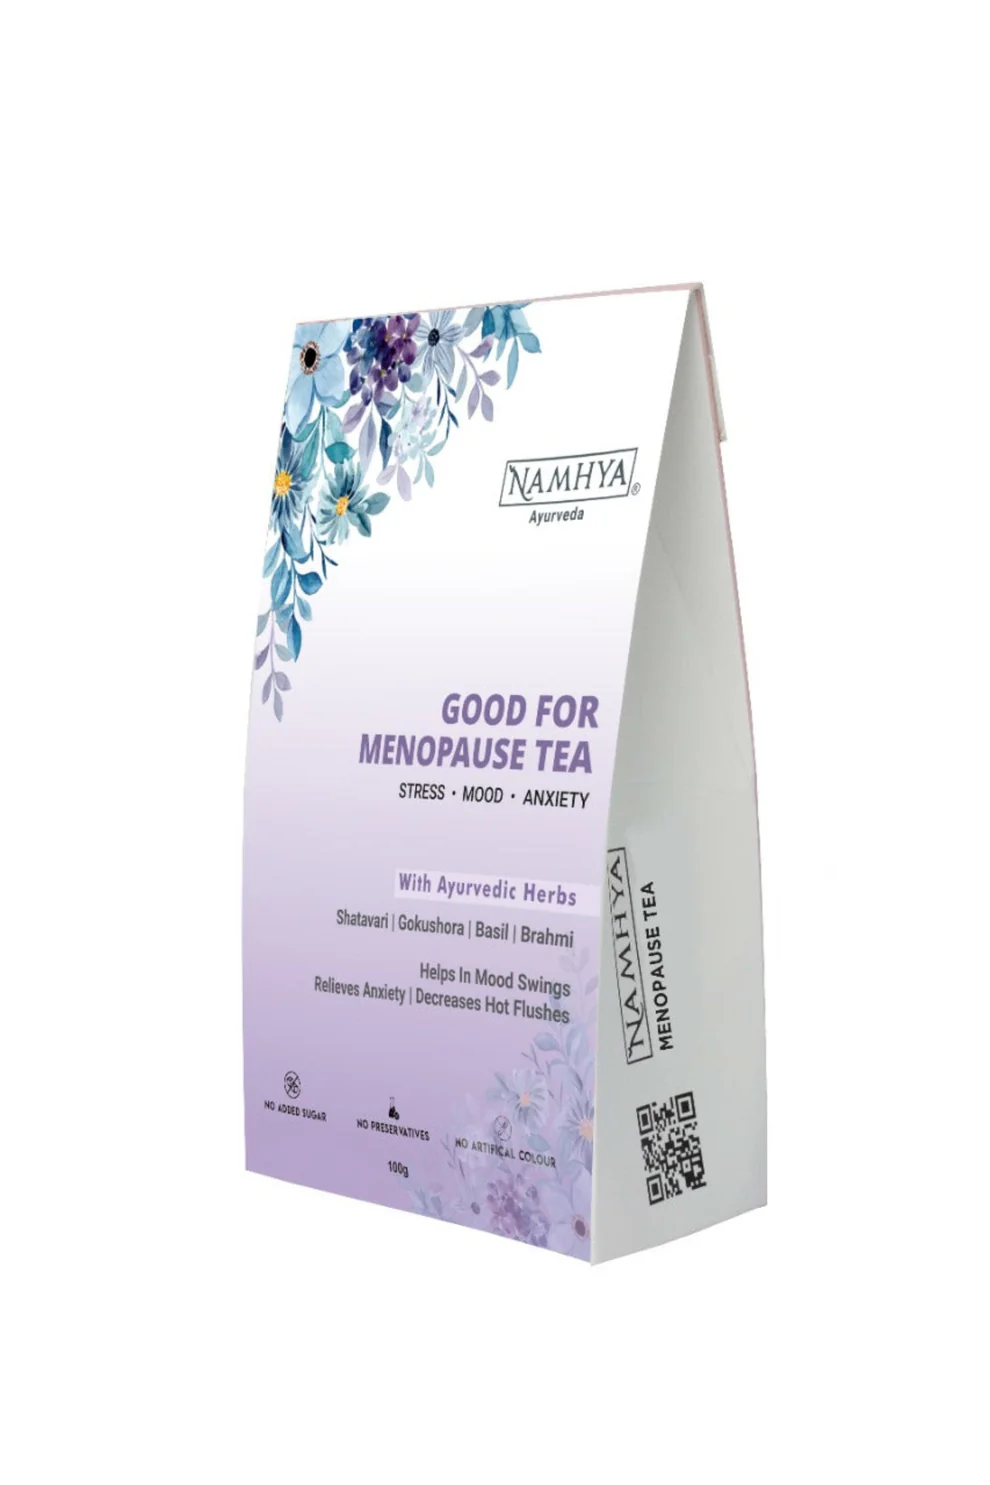 NAMHYA®
Ayurveda
GOOD FOR
MENOPAUSE TEA
STRESS • MOOD • ANXIETY
With Ayurvedic Herbs
Shatavari | Gokushora | Basil | Brahmi
Helps In Mood Swings
Relieves Anxiety | Decreases Hot Flushes
NO ADDED SUGAR
NO PRESERVATIVES
NO ARTIFICAL COLOUR
100g
NAMHYA
MENOPAUSE TEA